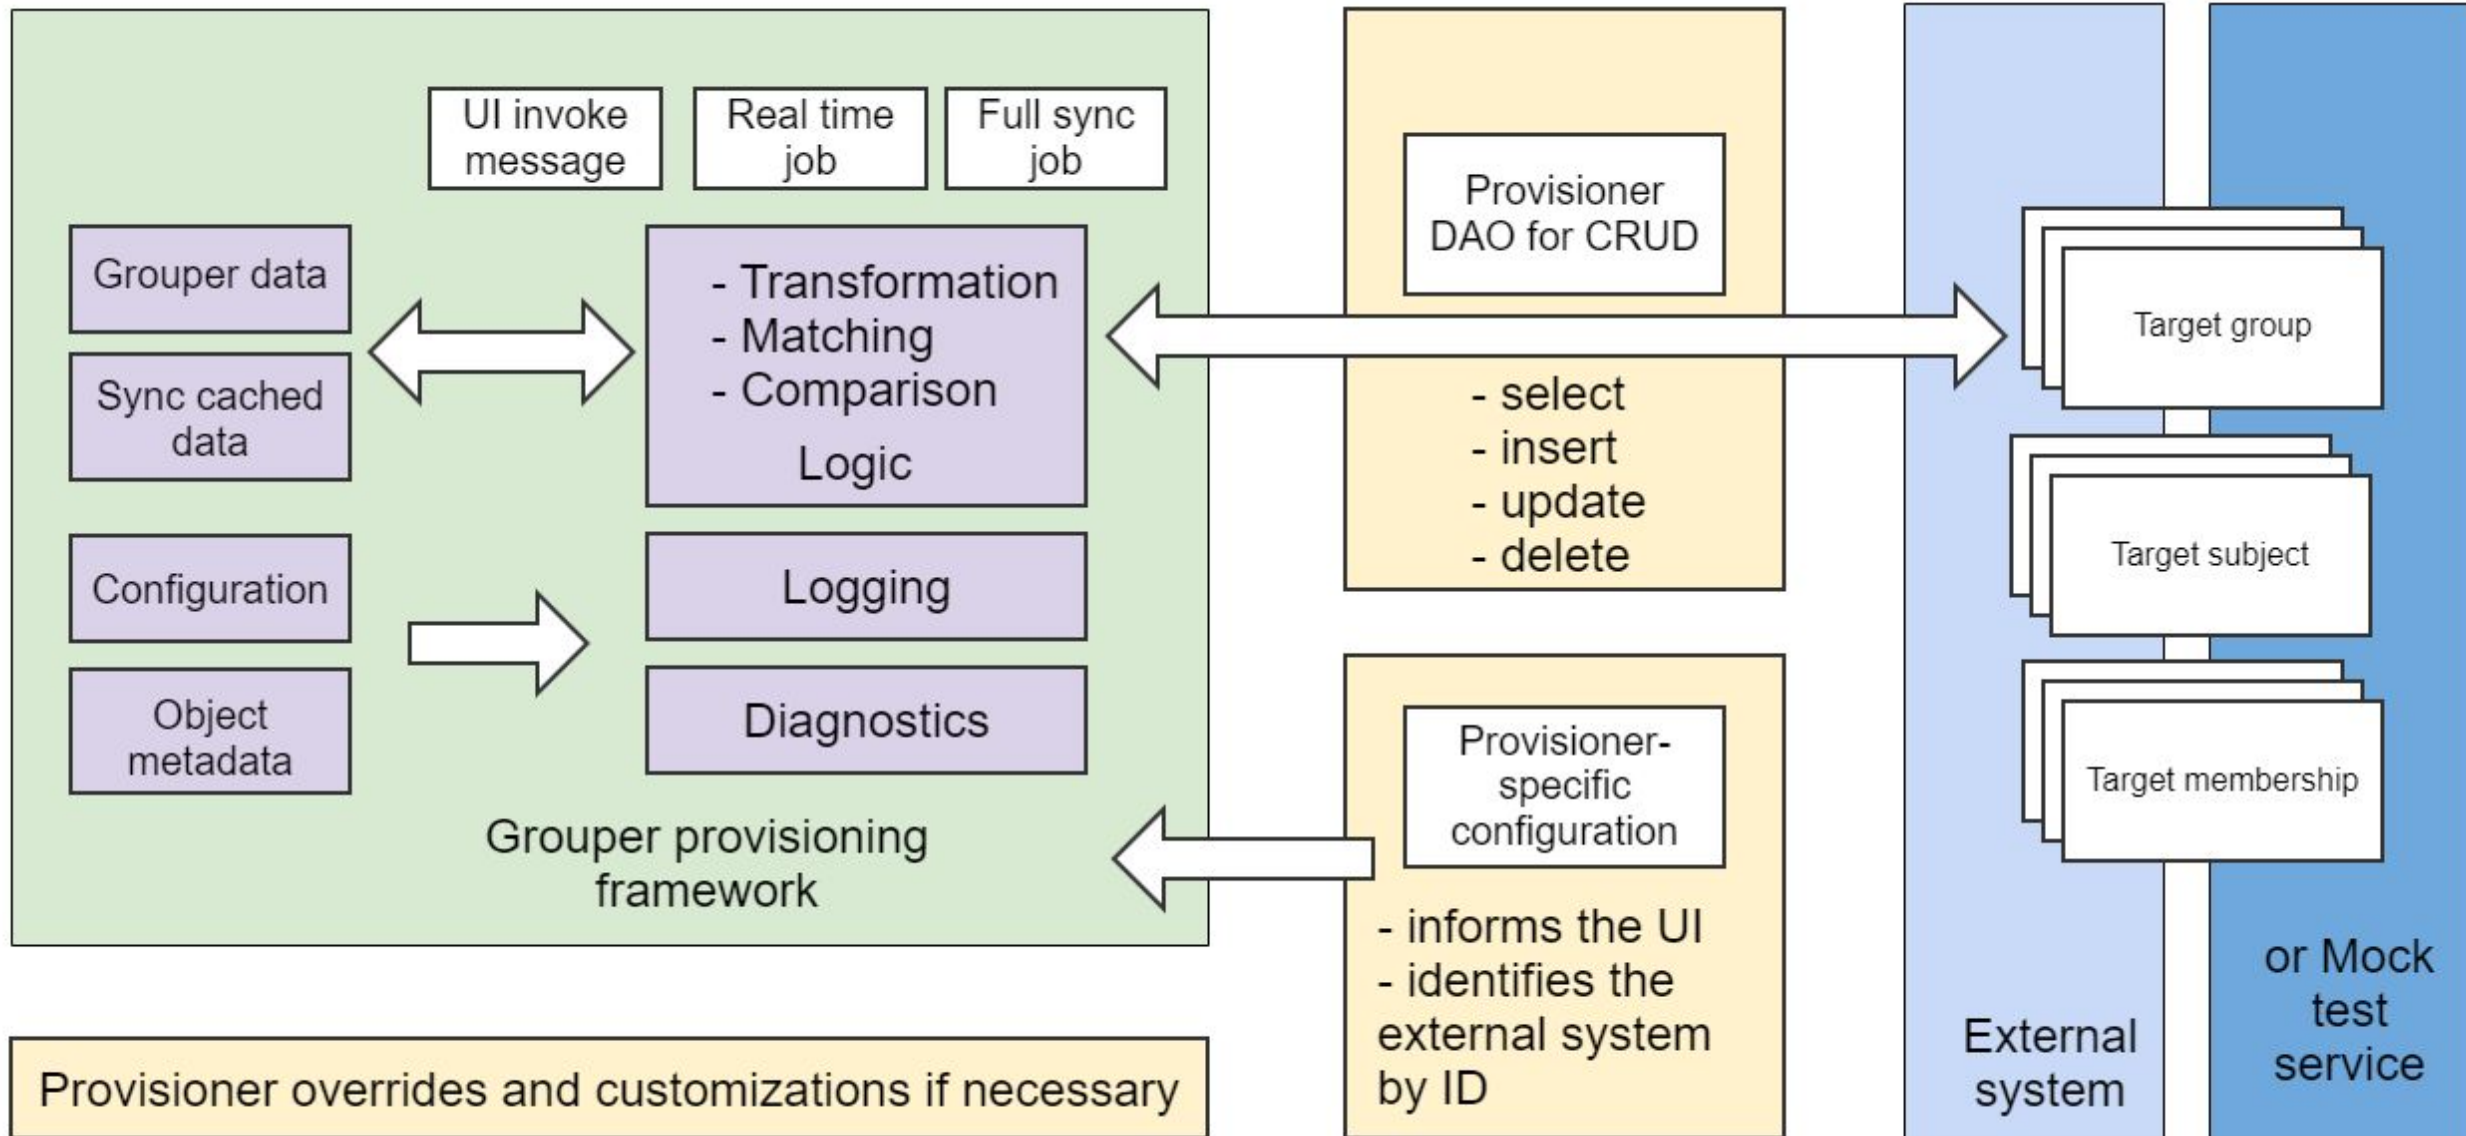 UI invoke
message
Real time
job
Full sync
job
Grouper data
Sync cached
data
Configuration
Object
metadata
- Transformation
- Matching
- Comparison
Logic
Logging
Diagnostics
Grouper provisioning
framework
Provisioner overrides and customizations if necessary
Provisioner
DAO for CRUD
- select
- insert
- update
- delete
Provisioner-
specific
configuration
- informs the UI
- identifies the
external system
by ID
Target group
Target subject
Target membership
External
system
or Mock
test
service